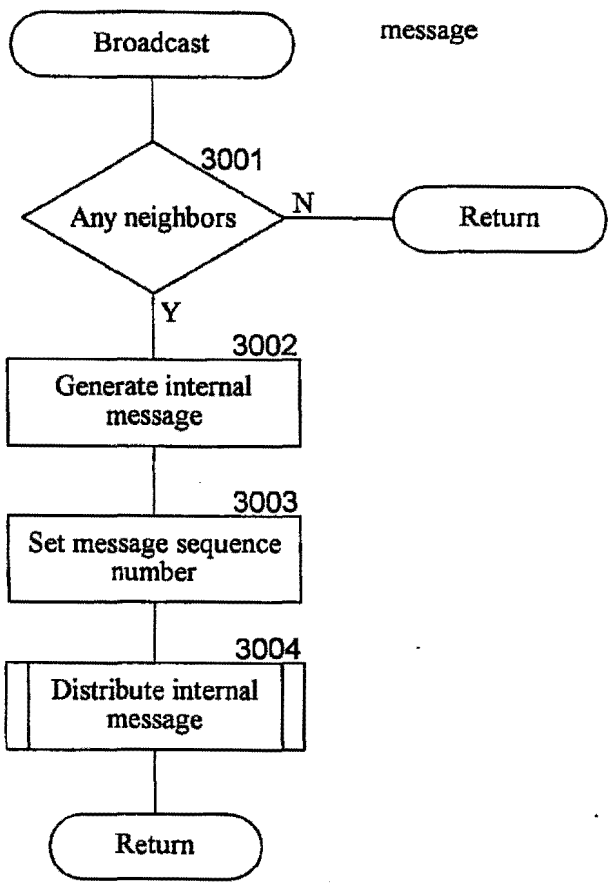 Broadcast
message
3001
Any neighbors
N
Return
Y
3002
Generate internal
message
3003
Set message sequence
number
3004
Distribute internal
message
Return